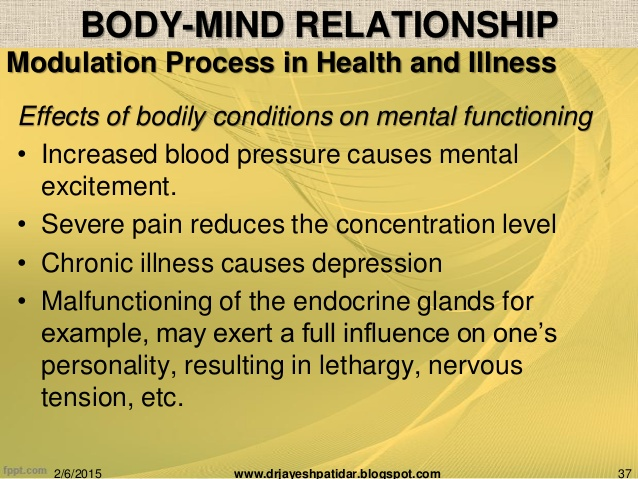 BODY-MIND RELATIONSHIP
Modulation Process in Health and Illness
Effects of bodily conditions on mental functioning
• Increased blood pressure causes mental
excitement.
• Severe pain reduces the concentration level
• Chronic illness causes depression
• Malfunctioning of the endocrine glands for
example, may exert a full influence on one’s
personality, resulting in lethargy, nervous
tension, etc.
fppt.com 2/6/2015 www.drjayeshpatidar.blogspot.com 37